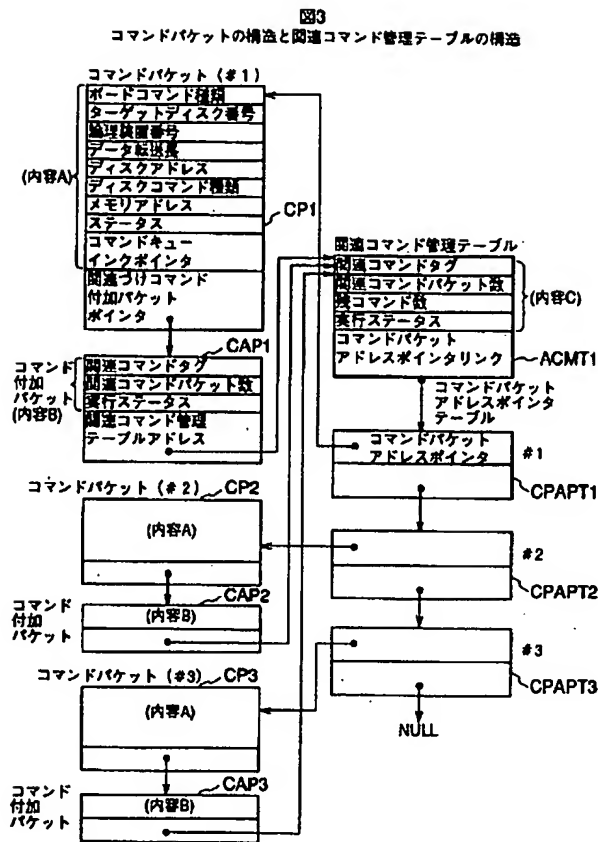 図3
コマンドパケットの構造と関連コマンド管理テーブルの構造
コマンドパケット (#1)
ボードコマンド種類
ターゲットディスク番号
論理装置番号
データ転送長
ディスクアドレス
ディスクコマンド種類
メモリアドレス
ステータス
コマンドキュー
インクポインタ
関連づけコマンド
付加パケット
ポインタ
(内容A)
CP1
CAP1
コマンド
付加
パケット
(内容B)
関連コマンドタグ
関連コマンドパケット数
実行ステータス
関連コマンド管理
テーブルアドレス
関連コマンド管理テーブル
関連コマンドタグ
関連コマンドパケット数
残コマンド数
実行ステータス
コマンドパケット
アドレスポインタリンク
(内容C)
ACMT1
コマンドパケット
アドレスポインタ
テーブル
コマンドパケット
アドレスポインタ
#1
CPAPT1
コマンドパケット (#2)
CP2
(内容A)
#2
CPAPT2
CAP2
コマンド
付加
パケット
(内容B)
コマンドパケット (#3)
CP3
(内容A)
#3
CPAPT3
NULL
CAP3
コマンド
付加
パケット
(内容B)